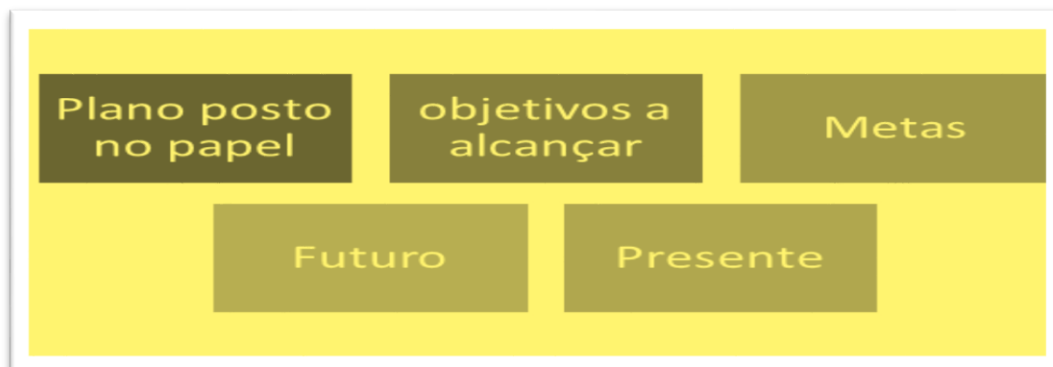 Plano posto
no papel
objetivos a
alcançar
Metas
Futuro
Presente